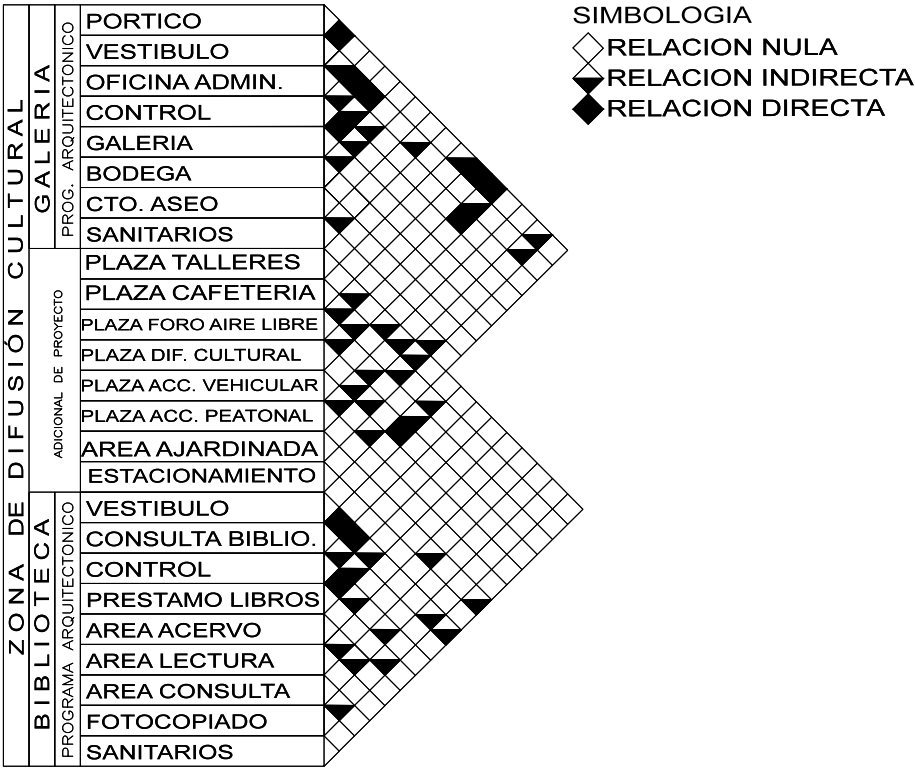 ZONA DE DIFUSIÓN CULTURAL
GALERIA
PROG. ARQUITECTONICO
PORTICO
VESTIBULO
OFICINA ADMIN.
CONTROL
GALERIA
BODEGA
CTO. ASEO
SANITARIOS
ADICIONAL DE PROYECTO
PLAZA TALLERES
PLAZA CAFETERIA
PLAZA FORO AIRE LIBRE
PLAZA DIF. CULTURAL
PLAZA ACC. VEHICULAR
PLAZA ACC. PEATONAL
AREA AJARDINADA
ESTACIONAMIENTO
BIBLIOTECA
PROGRAMA ARQUITECTONICO
VESTIBULO
CONSULTA BIBLIO.
CONTROL
PRESTAMO LIBROS
AREA ACERVO
AREA LECTURA
AREA CONSULTA
FOTOCOPIADO
SANITARIOS
SIMBOLOGIA
RELACION NULA
RELACION INDIRECTA
RELACION DIRECTA